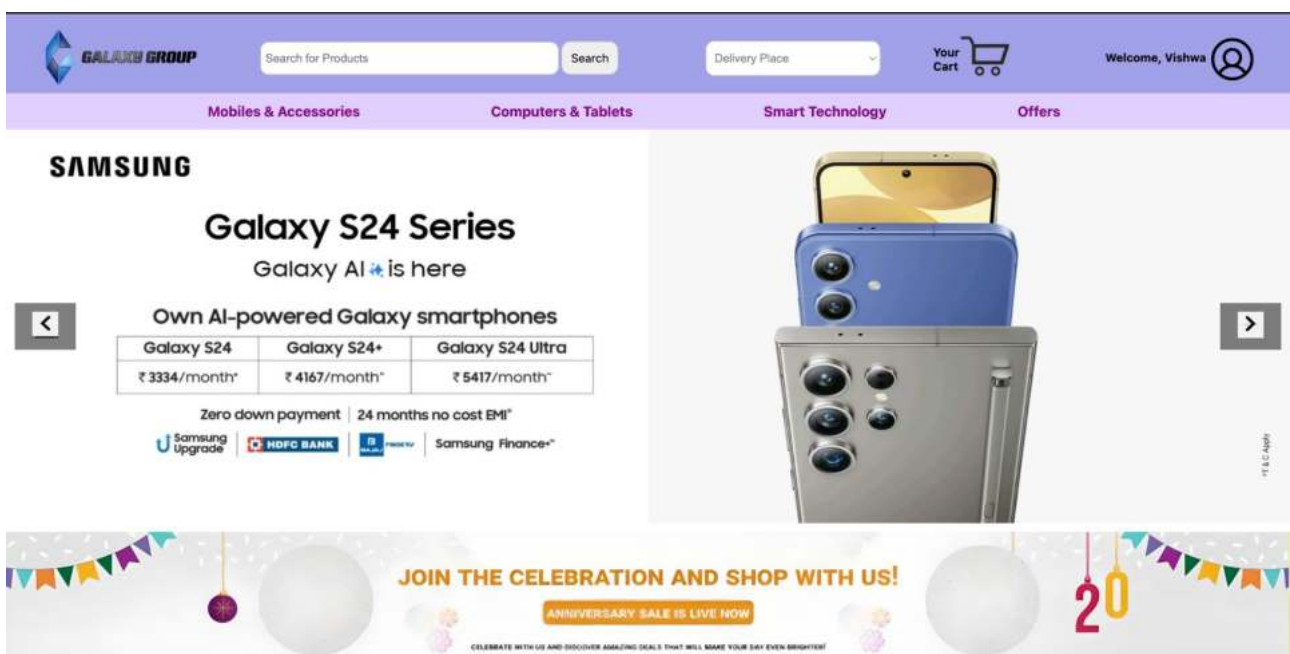 GALAXY GROUP
Search for Products
Search
Delivery Place
Your
Cart
Welcome, Vishwa
Mobiles & Accessories
Computers & Tablets
Smart Technology
Offers
SAMSUNG
Galaxy S24 Series
Galaxy AI is here
Own AI-powered Galaxy smartphones
Galaxy S24 Galaxy S24+ Galaxy S24 Ultra
₹ 3334/month* ₹ 4167/month* ₹ 5417/month*
Zero down payment | 24 months no cost EMI*
Samsung
Upgrade
HDFC BANK
BAJAJ FINSERV
Samsung Finance+*
*T & C Apply
JOIN THE CELEBRATION AND SHOP WITH US!
ANNIVERSARY SALE IS LIVE NOW
CELEBRATE WITH US AND DISCOVER AMAZING DEALS THAT WILL MAKE YOUR DAY EVEN BRIGHTER!
20